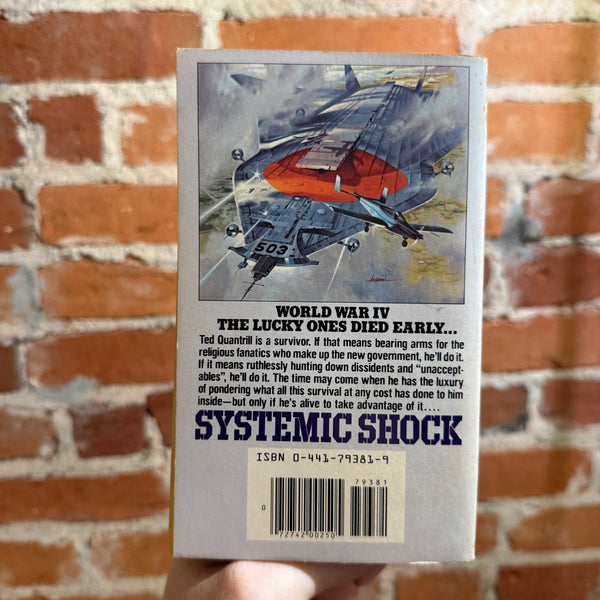 503
WORLD WAR IV
THE LUCKY ONES DIED EARLY...
Ted Quantrill is a survivor. If that means bearing arms for the
religious fanatics who make up the new government, he'll do it.
If it means ruthlessly hunting down dissidents and "unaccept-
ables", he'll do it. The time may come when he has the luxury
of pondering what all this survival at any cost has done to him
inside—but only if he's alive to take advantage of it....
SYSTEMIC SHOCK
ISBN 0-441-79381-9
79381
0
72742 00250